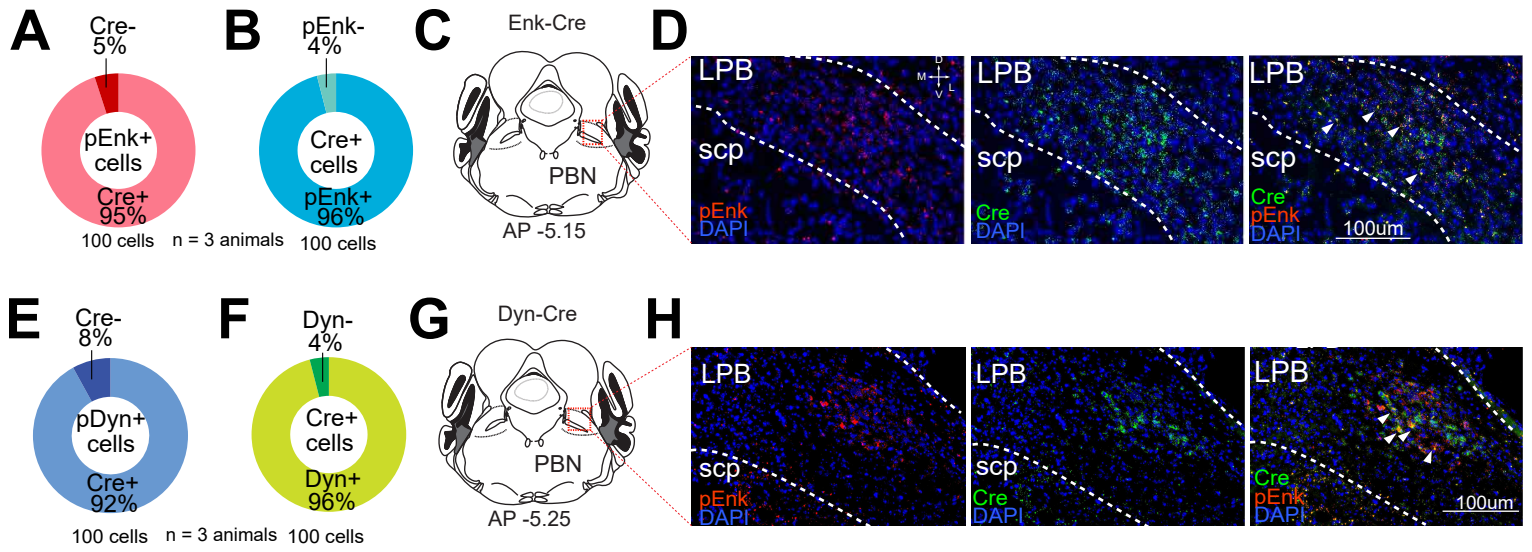 A
Cre-
5%
pEnk+
cells
Cre+
95%
100 cells
n = 3 animals
B
pEnk-
4%
Cre+
cells
pEnk+
96%
100 cells
C
Enk-Cre
PBN
AP -5.15
D
LPB
scp
pEnk
DAPI
D
M
L
V
LPB
scp
Cre
DAPI
LPB
scp
Cre
pEnk
DAPI
100um
E
Cre-
8%
pDyn+
cells
Cre+
92%
100 cells
n = 3 animals
F
Dyn-
4%
Cre+
cells
Dyn+
96%
100 cells
G
Dyn-Cre
PBN
AP -5.25
H
LPB
scp
pEnk
DAPI
LPB
scp
Cre
DAPI
LPB
Cre
pEnk
DAPI
100um